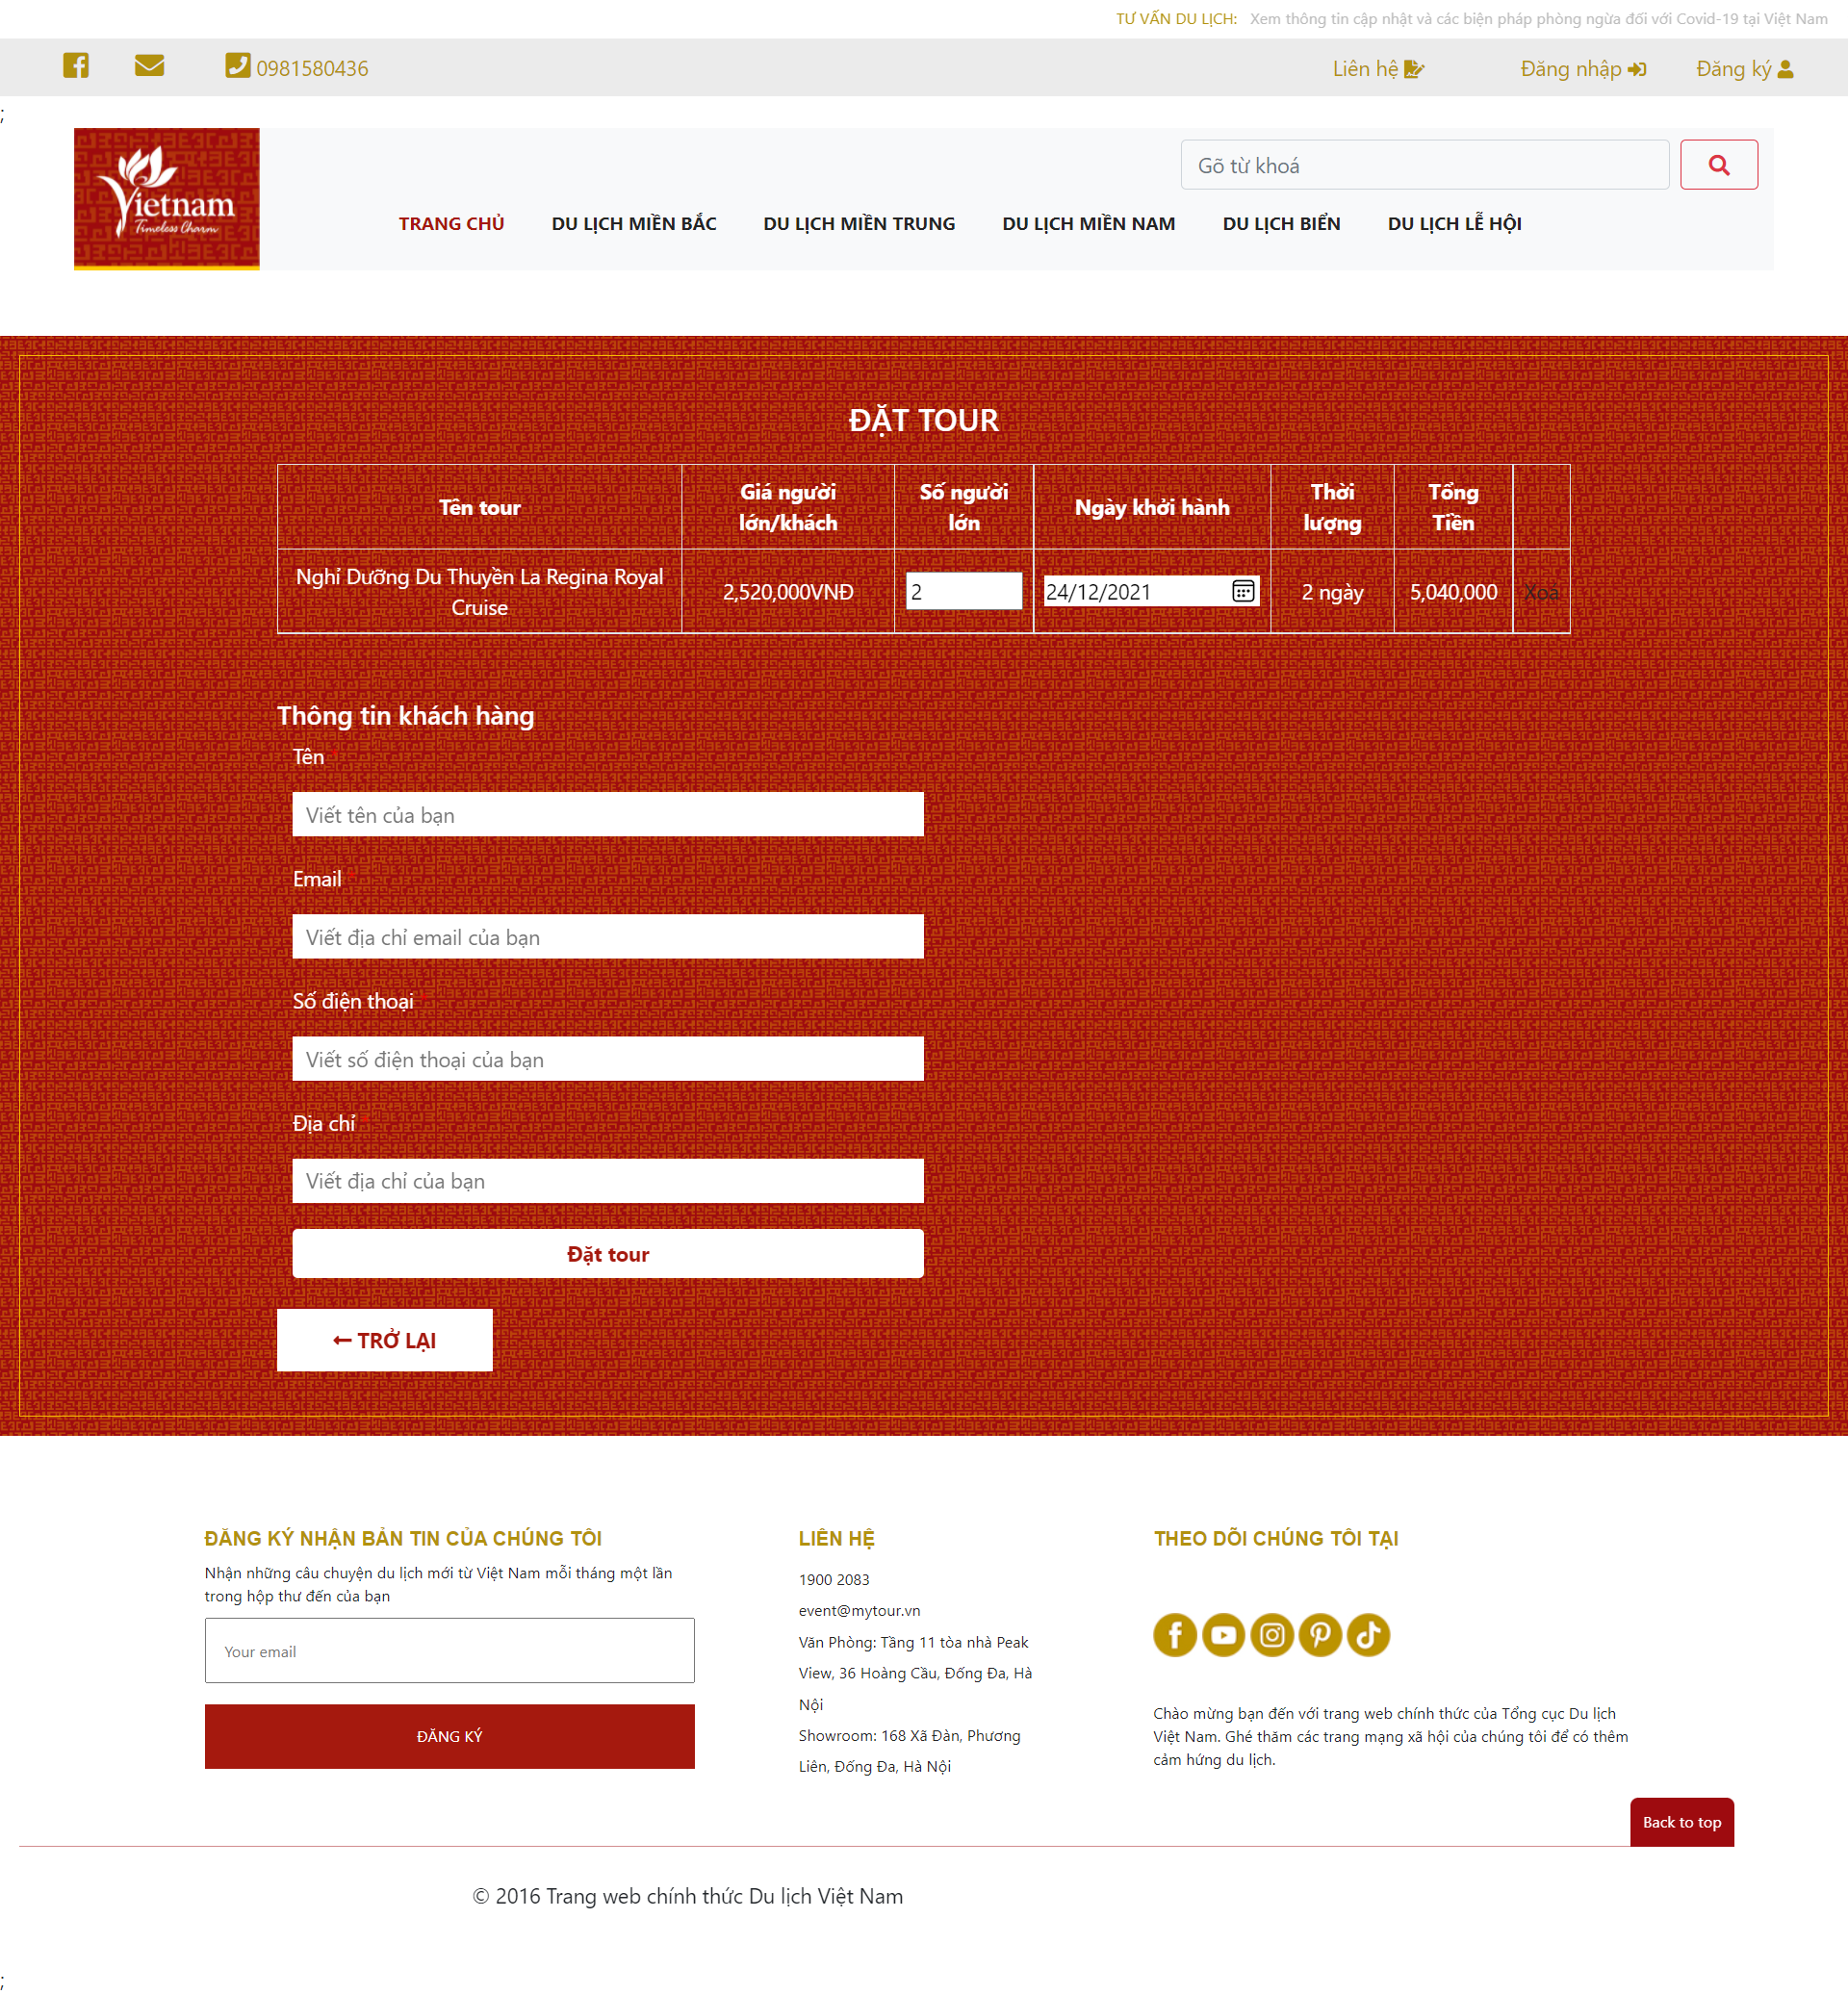 TƯ VẤN DU LỊCH: Xem thông tin cập nhật và các biện pháp phòng ngừa đối với Covid-19 tại Việt Nam
0981580436 Liên hệ Đăng nhập Đăng ký
;
Vietnam
Timeless Charm
Gõ từ khoá
TRANG CHỦ DU LỊCH MIỀN BẮC DU LỊCH MIỀN TRUNG DU LỊCH MIỀN NAM DU LỊCH BIỂN DU LỊCH LỄ HỘI
ĐẶT TOUR
Tên tour Giá người lớn/khách Số người lớn Ngày khởi hành Thời lượng Tổng Tiền
Nghỉ Dưỡng Du Thuyền La Regina Royal Cruise 2,520,000VNĐ 2 24/12/2021 2 ngày 5,040,000 Xoá
Thông tin khách hàng
Tên *
Viết tên của bạn
Email *
Viết địa chỉ email của bạn
Số điện thoại *
Viết số điện thoại của bạn
Địa chỉ *
Viết địa chỉ của bạn
Đặt tour
TRỞ LẠI
ĐĂNG KÝ NHẬN BẢN TIN CỦA CHÚNG TÔI
Nhận những câu chuyện du lịch mới từ Việt Nam mỗi tháng một lần
trong hộp thư đến của bạn
Your email
ĐĂNG KÝ
LIÊN HỆ
1900 2083
event@mytour.vn
Văn Phòng: Tầng 11 tòa nhà Peak
View, 36 Hoàng Cầu, Đống Đa, Hà
Nội
Showroom: 168 Xã Đàn, Phương
Liên, Đống Đa, Hà Nội
THEO DÕI CHÚNG TÔI TẠI
Chào mừng bạn đến với trang web chính thức của Tổng cục Du lịch
Việt Nam. Ghé thăm các trang mạng xã hội của chúng tôi để có thêm
cảm hứng du lịch.
Back to top
© 2016 Trang web chính thức Du lịch Việt Nam
;